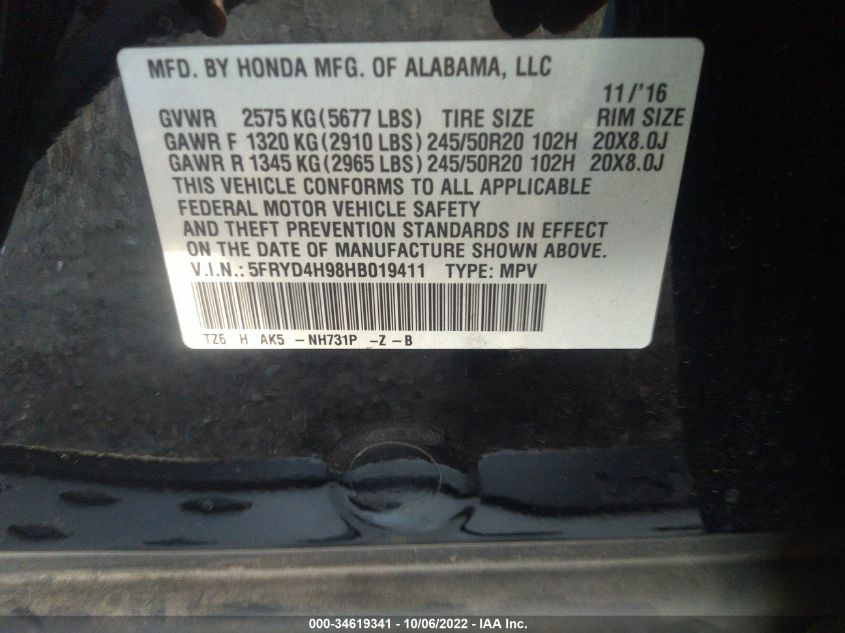 MFD. BY HONDA MFG. OF ALABAMA, LLC
11/'16
GVWR 2575 KG(5677 LBS) TIRE SIZE RIM SIZE
GAWR F 1320 KG(2910 LBS) 245/50R20 102H 20X8.0J
GAWR R 1345 KG(2965 LBS) 245/50R20 102H 20X8.0J
THIS VEHICLE CONFORMS TO ALL APPLICABLE
FEDERAL MOTOR VEHICLE SAFETY
AND THEFT PREVENTION STANDARDS IN EFFECT
ON THE DATE OF MANUFACTURE SHOWN ABOVE.
V.I.N.: 5FRYD4H98HB019411 TYPE: MPV
TZ6 H AK5 -NH731P -Z -B
000-34619341 - 10/06/2022 - IAA Inc.